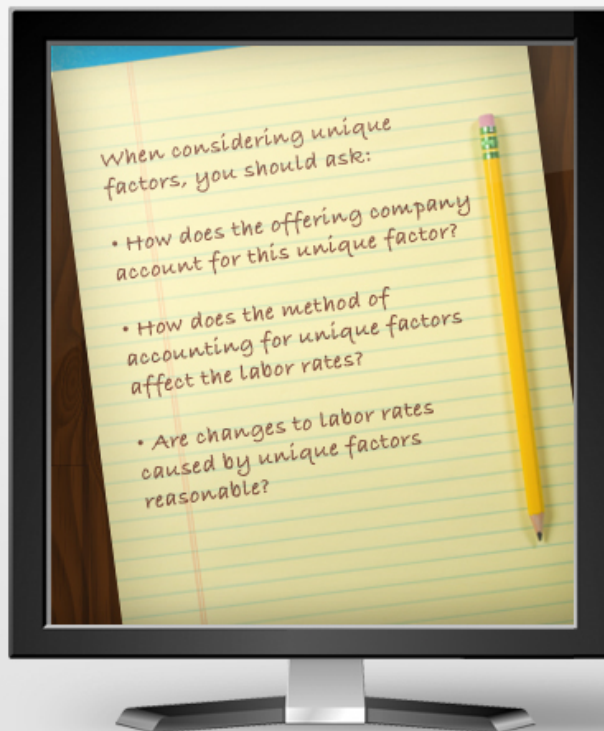 When considering unique
factors, you should ask:
• How does the offering company
account for this unique factor?
• How does the method of
accounting for unique factors
affect the labor rates?
• Are changes to labor rates
caused by unique factors
reasonable?